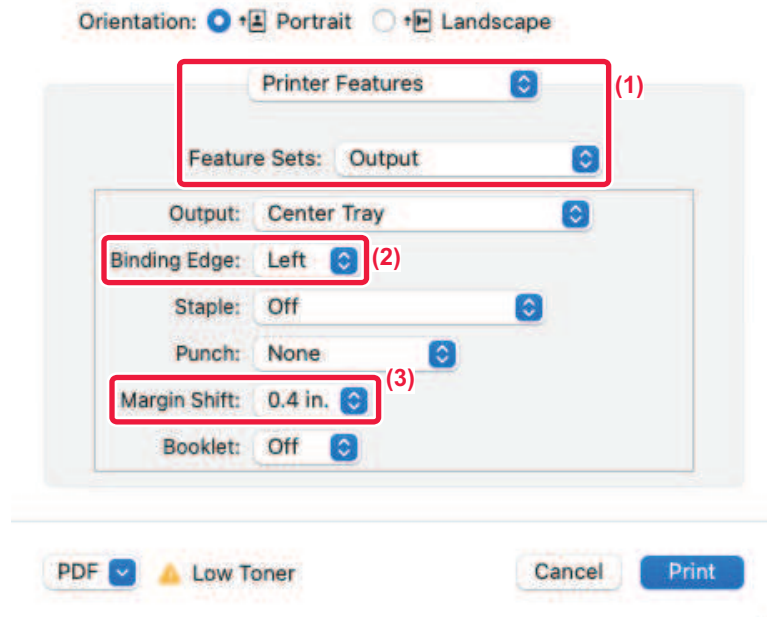 Orientation: Portrait Landscape
Printer Features (1)
Feature Sets: Output
Output: Center Tray
Binding Edge: Left (2)
Staple: Off
Punch: None
(3)
Margin Shift: 0.4 in.
Booklet: Off
PDF Low Toner Cancel Print